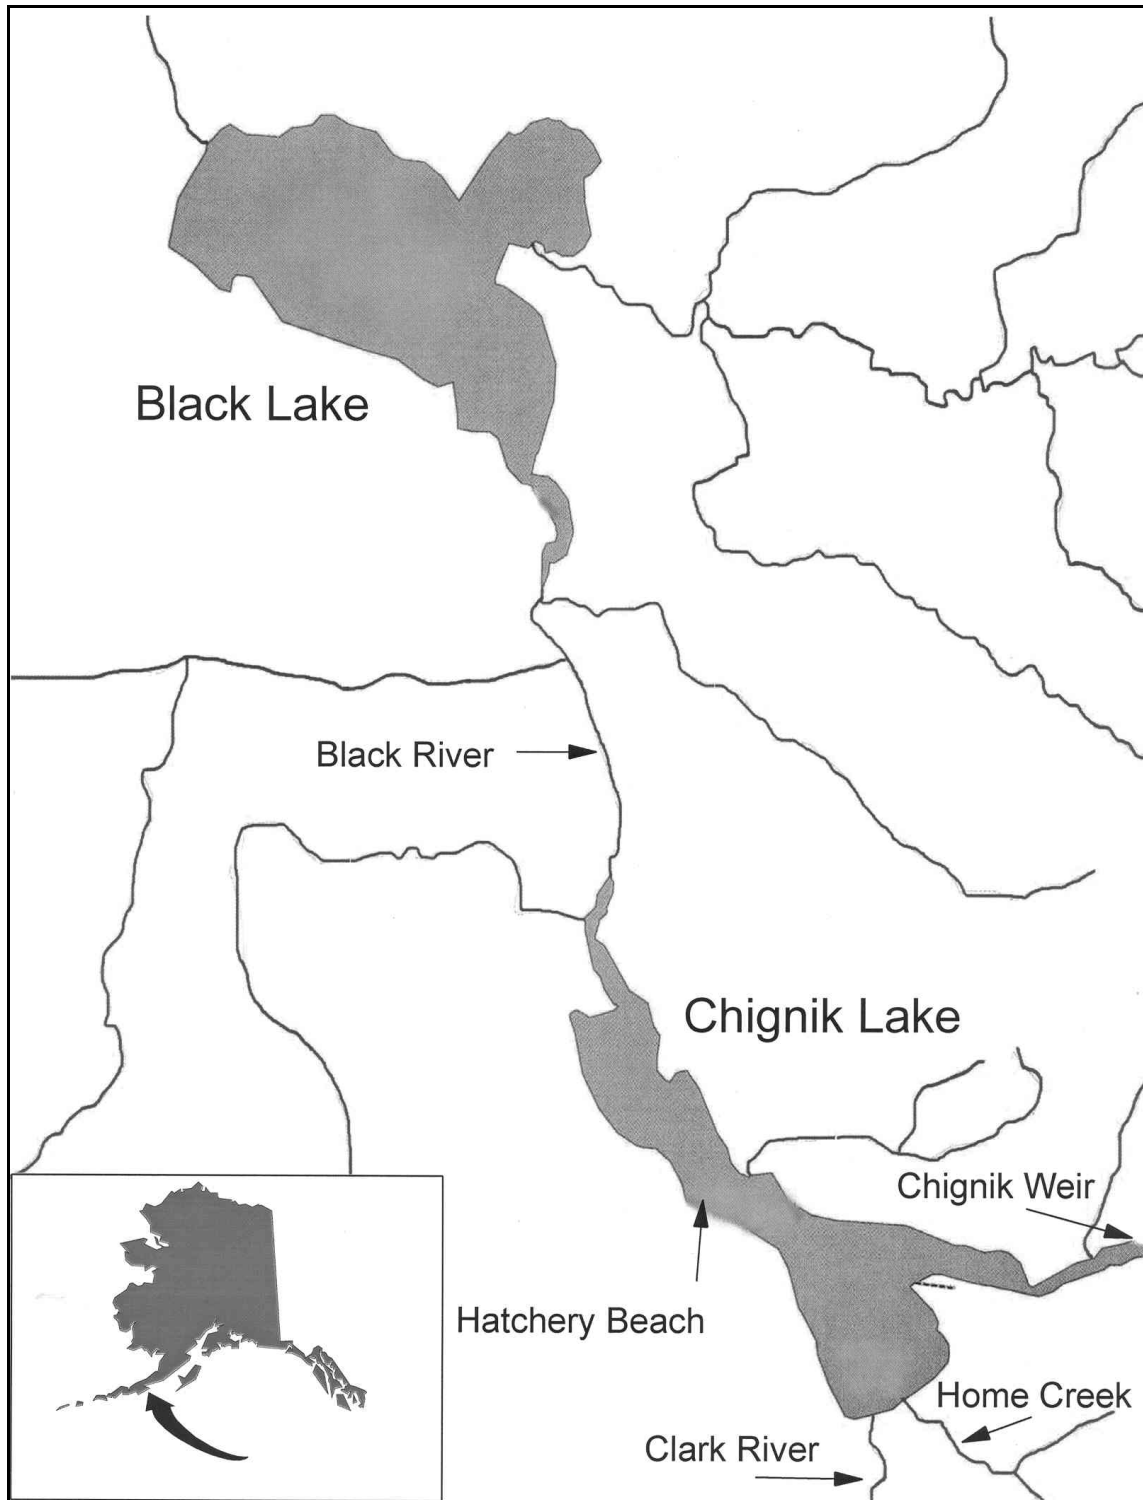 Black Lake
Black River
Chignik Lake
Chignik Weir
Hatchery Beach
Home Creek
Clark River